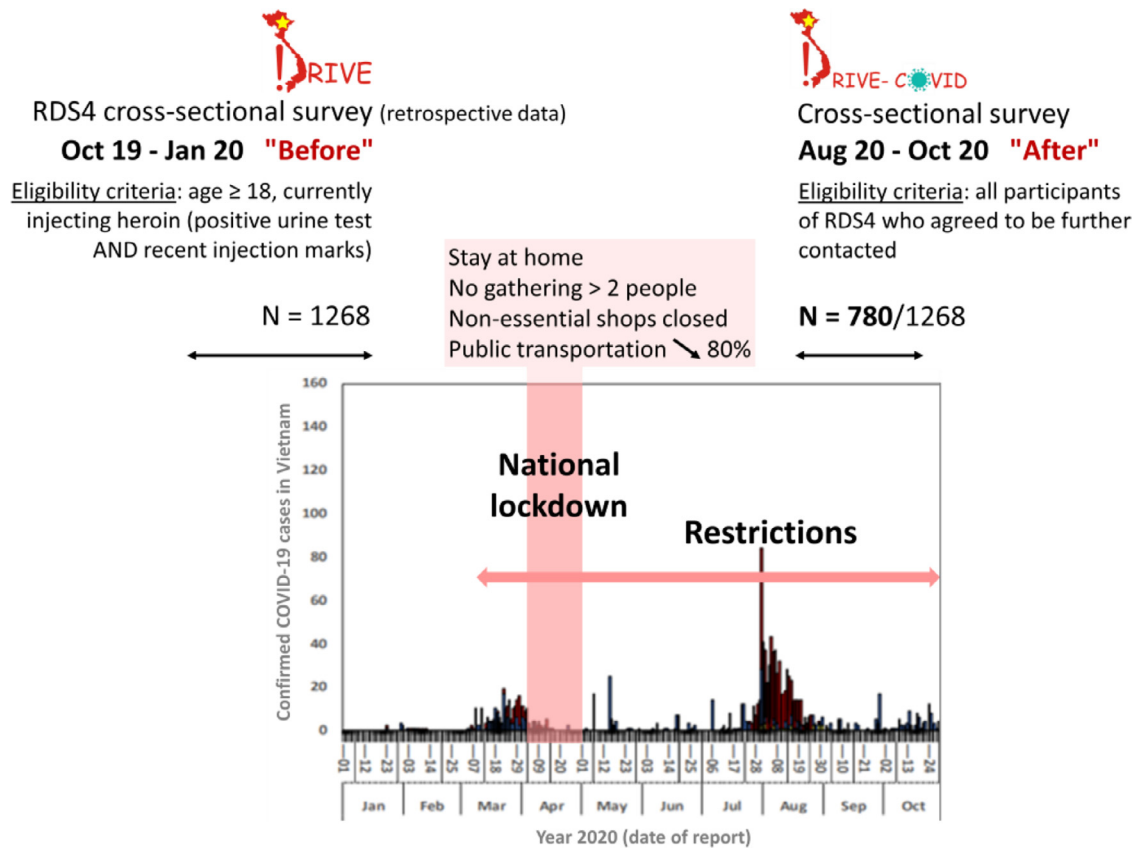 DRIVE
RDS4 cross-sectional survey (retrospective data)
Oct 19 - Jan 20 "Before"
Eligibility criteria: age ≥ 18, currently
injecting heroin (positive urine test
AND recent injection marks)
N = 1268
DRIVE- COVID
Cross-sectional survey
Aug 20 - Oct 20 "After"
Eligibility criteria: all participants
of RDS4 who agreed to be further
contacted
N = 780/1268
Stay at home
No gathering > 2 people
Non-essential shops closed
Public transportation ↘ 80%
National
lockdown
Restrictions
Confirmed COVID-19 cases in Vietnam
160
140
120
100
80
60
40
20
0
01 12 23 03 14 25 07 18 29 09 20 01 12 23 03 14 25 06 17 28 08 19 30 10 21 02 13 24
Jan Feb Mar Apr May Jun Jul Aug Sep Oct
Year 2020 (date of report)